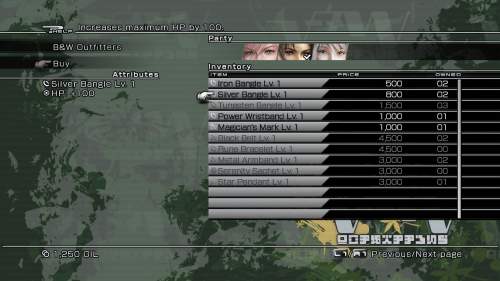 HELP Increases maximum HP by 100.
B&W Outfitters
Buy
Attributes
Silver Bangle Lv. 1
HP +100
Party
Inventory
ITEM PRICE OWNED
Iron Bangle Lv. 1 500 02
Silver Bangle Lv. 1 800 02
Tungsten Bangle Lv. 1 1,500 03
Power Wristband Lv. 1 1,000 01
Magician's Mark Lv. 1 1,000 01
Black Belt Lv. 1 4,500 00
Rune Bracelet Lv. 1 4,500 00
Metal Armband Lv. 1 3,000 02
Serenity Sachet Lv. 1 3,000 00
Star Pendant Lv. 1 3,000 01
1,250 GIL
L1/R1 Previous/Next page